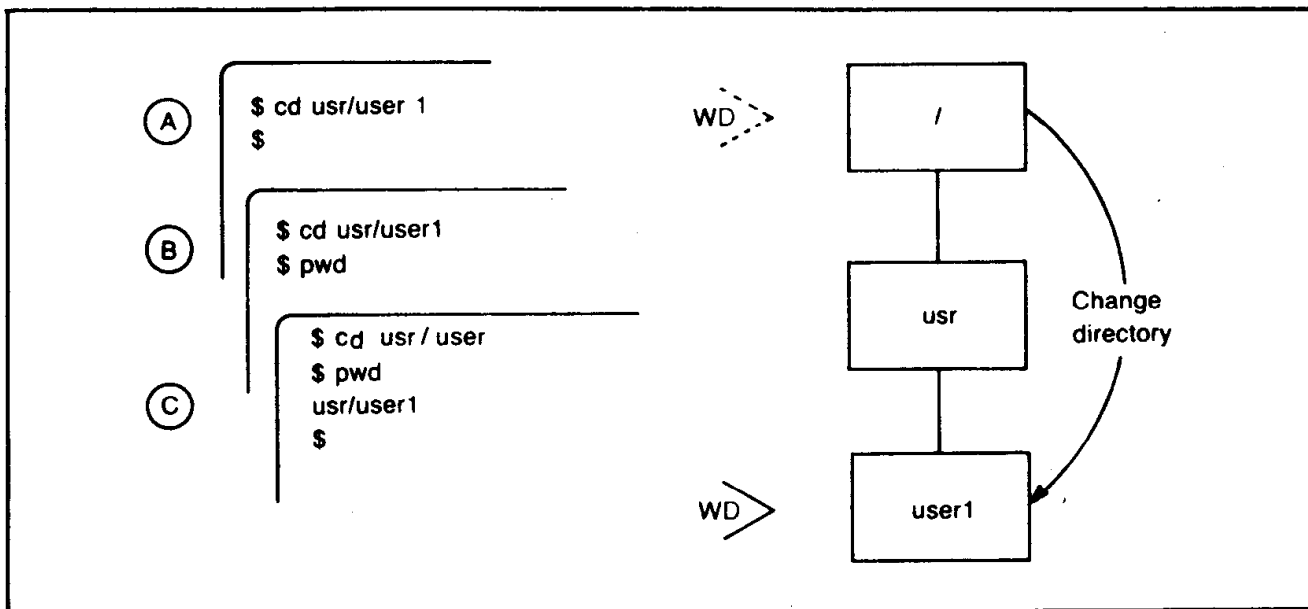 A
$ cd usr/user 1
$
B
$ cd usr/user1
$ pwd
C
$ cd usr / user
$ pwd
usr/user1
$
WD
/
usr
Change
directory
WD
user1